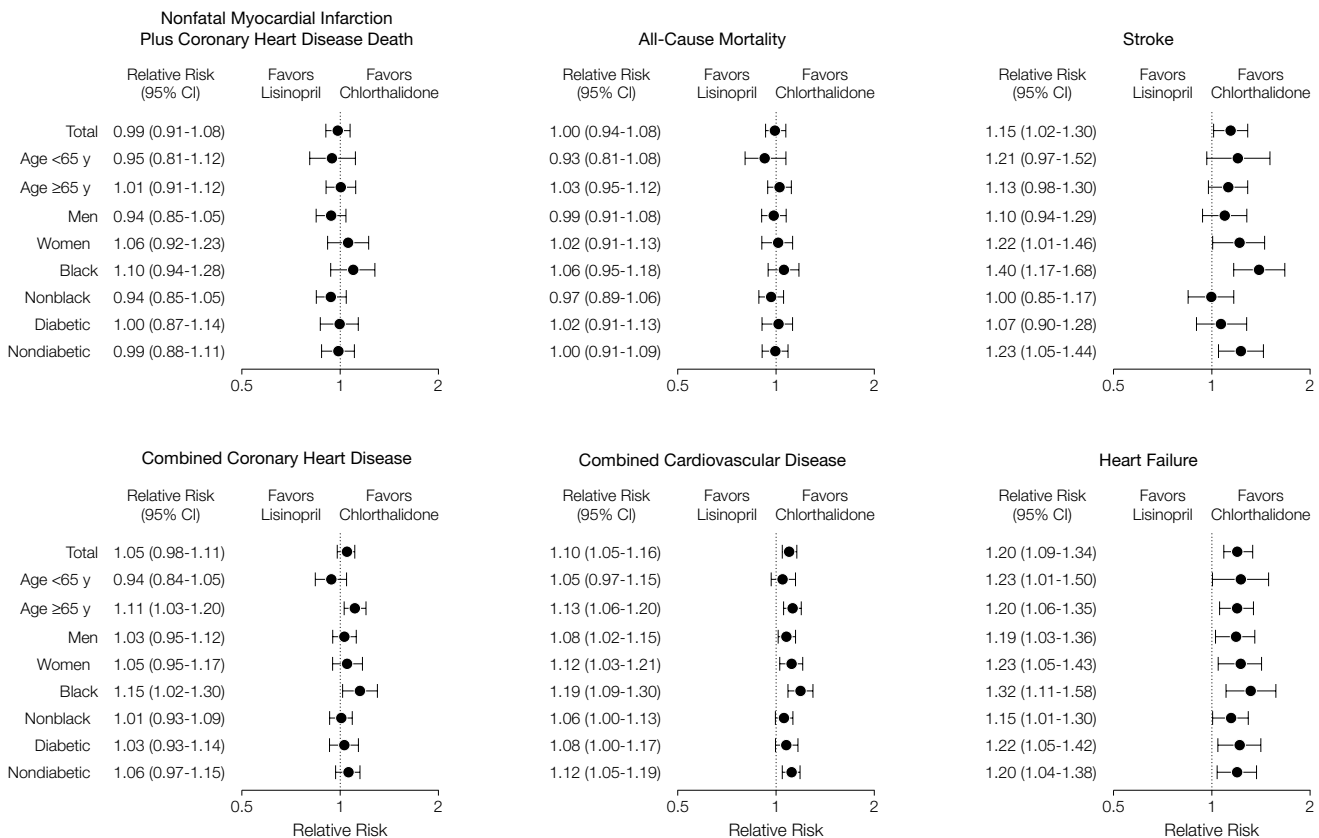 Nonfatal Myocardial Infarction
Plus Coronary Heart Disease Death
Relative Risk
(95% CI)
Favors
Lisinopril
Favors
Chlorthalidone
Total 0.99 (0.91-1.08)
Age <65 y 0.95 (0.81-1.12)
Age ≥65 y 1.01 (0.91-1.12)
Men 0.94 (0.85-1.05)
Women 1.06 (0.92-1.23)
Black 1.10 (0.94-1.28)
Nonblack 0.94 (0.85-1.05)
Diabetic 1.00 (0.87-1.14)
Nondiabetic 0.99 (0.88-1.11)
0.5 1 2
All-Cause Mortality
Relative Risk
(95% CI)
Favors
Lisinopril
Favors
Chlorthalidone
1.00 (0.94-1.08)
0.93 (0.81-1.08)
1.03 (0.95-1.12)
0.99 (0.91-1.08)
1.02 (0.91-1.13)
1.06 (0.95-1.18)
0.97 (0.89-1.06)
1.02 (0.91-1.13)
1.00 (0.91-1.09)
0.5 1 2
Stroke
Relative Risk
(95% CI)
Favors
Lisinopril
Favors
Chlorthalidone
1.15 (1.02-1.30)
1.21 (0.97-1.52)
1.13 (0.98-1.30)
1.10 (0.94-1.29)
1.22 (1.01-1.46)
1.40 (1.17-1.68)
1.00 (0.85-1.17)
1.07 (0.90-1.28)
1.23 (1.05-1.44)
0.5 1 2
Combined Coronary Heart Disease
Relative Risk
(95% CI)
Favors
Lisinopril
Favors
Chlorthalidone
Total 1.05 (0.98-1.11)
Age <65 y 0.94 (0.84-1.05)
Age ≥65 y 1.11 (1.03-1.20)
Men 1.03 (0.95-1.12)
Women 1.05 (0.95-1.17)
Black 1.15 (1.02-1.30)
Nonblack 1.01 (0.93-1.09)
Diabetic 1.03 (0.93-1.14)
Nondiabetic 1.06 (0.97-1.15)
0.5 1 2
Relative Risk
Combined Cardiovascular Disease
Relative Risk
(95% CI)
Favors
Lisinopril
Favors
Chlorthalidone
1.10 (1.05-1.16)
1.05 (0.97-1.15)
1.13 (1.06-1.20)
1.08 (1.02-1.15)
1.12 (1.03-1.21)
1.19 (1.09-1.30)
1.06 (1.00-1.13)
1.08 (1.00-1.17)
1.12 (1.05-1.19)
0.5 1 2
Relative Risk
Heart Failure
Relative Risk
(95% CI)
Favors
Lisinopril
Favors
Chlorthalidone
1.20 (1.09-1.34)
1.23 (1.01-1.50)
1.20 (1.06-1.35)
1.19 (1.03-1.36)
1.23 (1.05-1.43)
1.32 (1.11-1.58)
1.15 (1.01-1.30)
1.22 (1.05-1.42)
1.20 (1.04-1.38)
0.5 1 2
Relative Risk